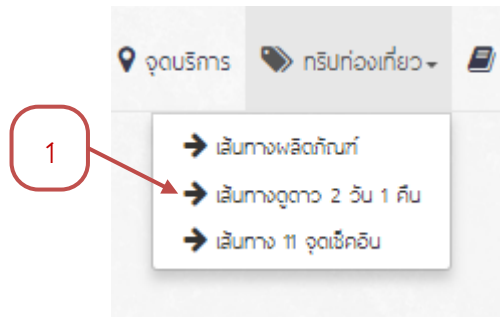 จุดบริการ ทริปท่องเที่ยว
1
เส้นทางผลิตภัณฑ์
เส้นทางดูดาว 2 วัน 1 คืน
เส้นทาง 11 จุดเช็คอิน